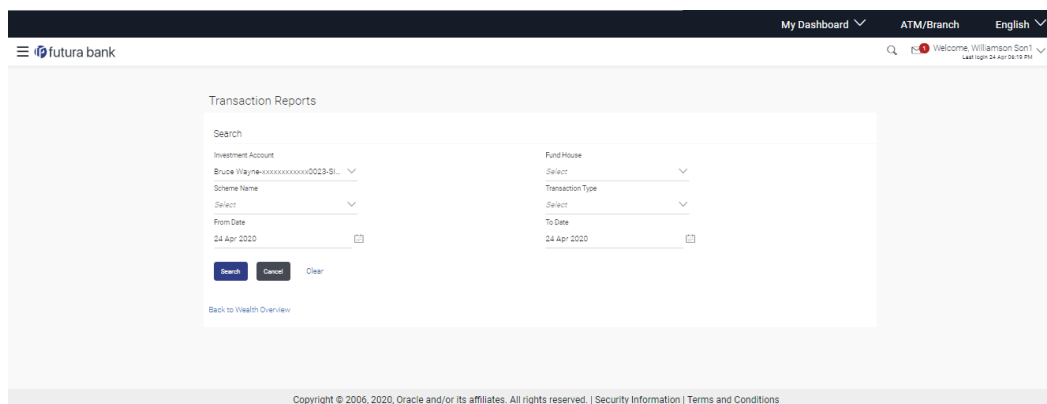 My Dashboard ATM/Branch English
futura bank
1 Welcome, Williamson Son1
Last login 24 Apr 06:19 PM
Transaction Reports
Search
Investment Account Fund House
Bruce Wayne-xxxxxxxxxxxx0023-SI... Select
Scheme Name Transaction Type
Select Select
From Date To Date
24 Apr 2020 24 Apr 2020
Search Cancel Clear
Back to Wealth Overview
Copyright © 2006, 2020, Oracle and/or its affiliates. All rights reserved. | Security Information | Terms and Conditions